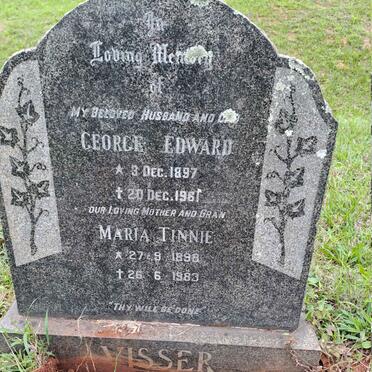 In
Loving Memory
of
MY BELOVED HUSBAND AND DAD
GEORGE EDWARD
★ 3 DEC. 1897
✝ 20 DEC. 1961
OUR LOVING MOTHER AND GRAN
MARIA TINNIE
★ 27·9·1898
✝ 26·6·1983
"THY WILL BE DONE"
VISSER